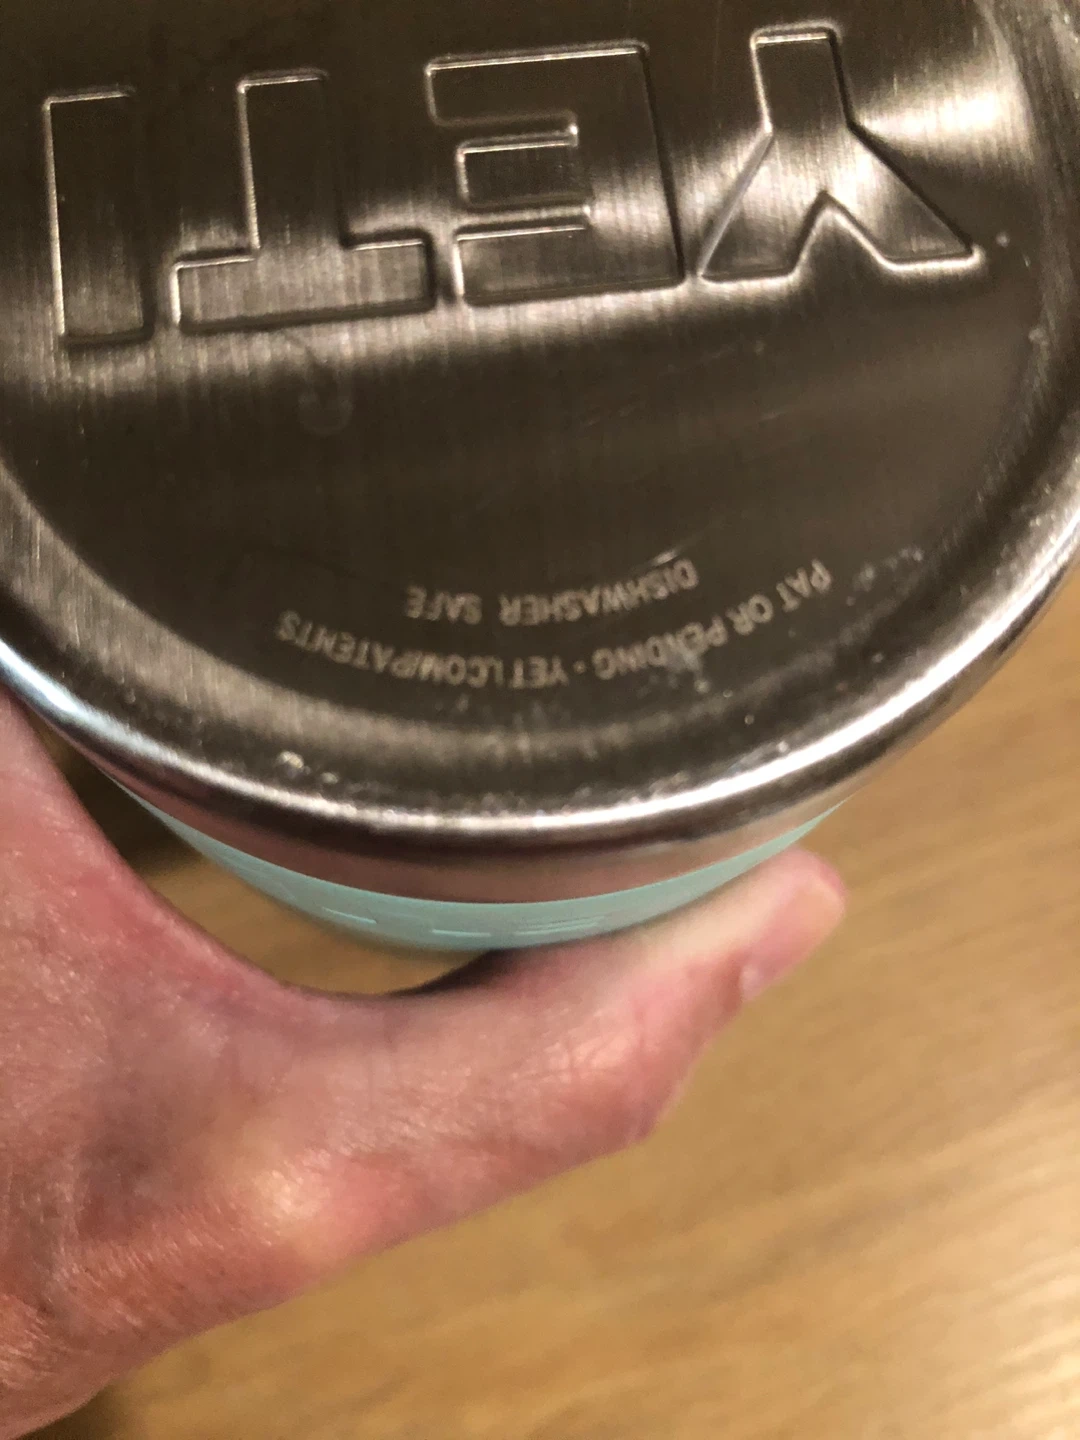 YETI
DISHWASHER SAFE
PAT OR PENDING • YETI.COM/PATENTS